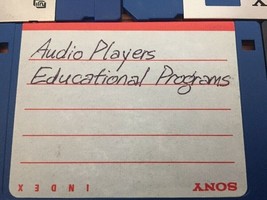 Audio Players
Educational Programs
SONY
INDEX